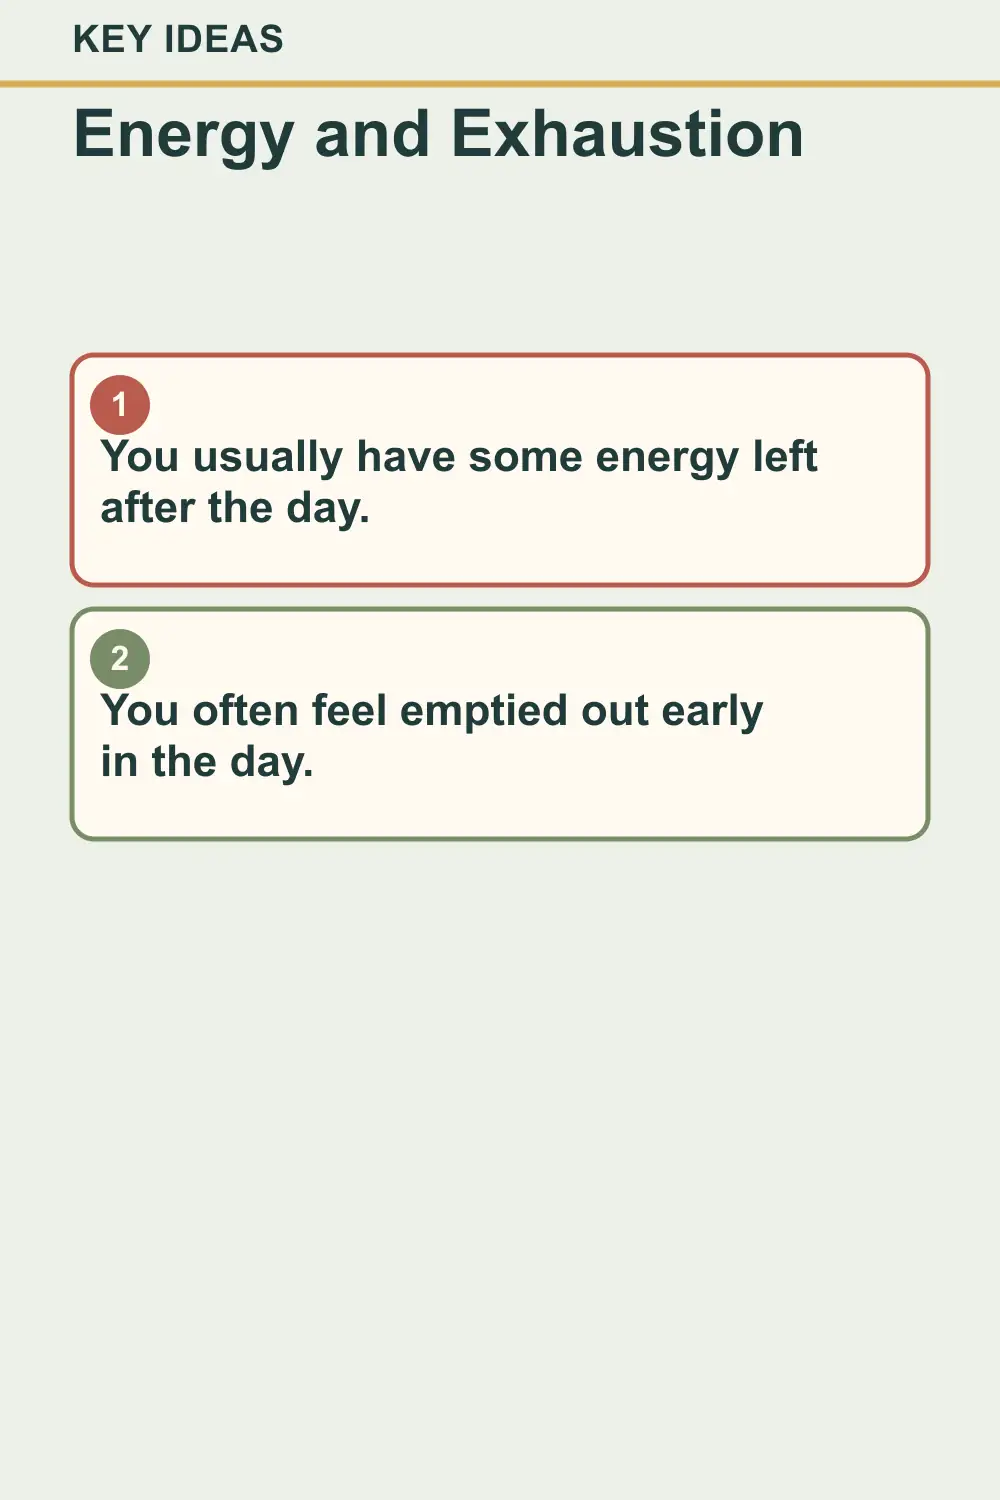 KEY IDEAS
Energy and Exhaustion
1
You usually have some energy left
after the day.
2
You often feel emptied out early
in the day.